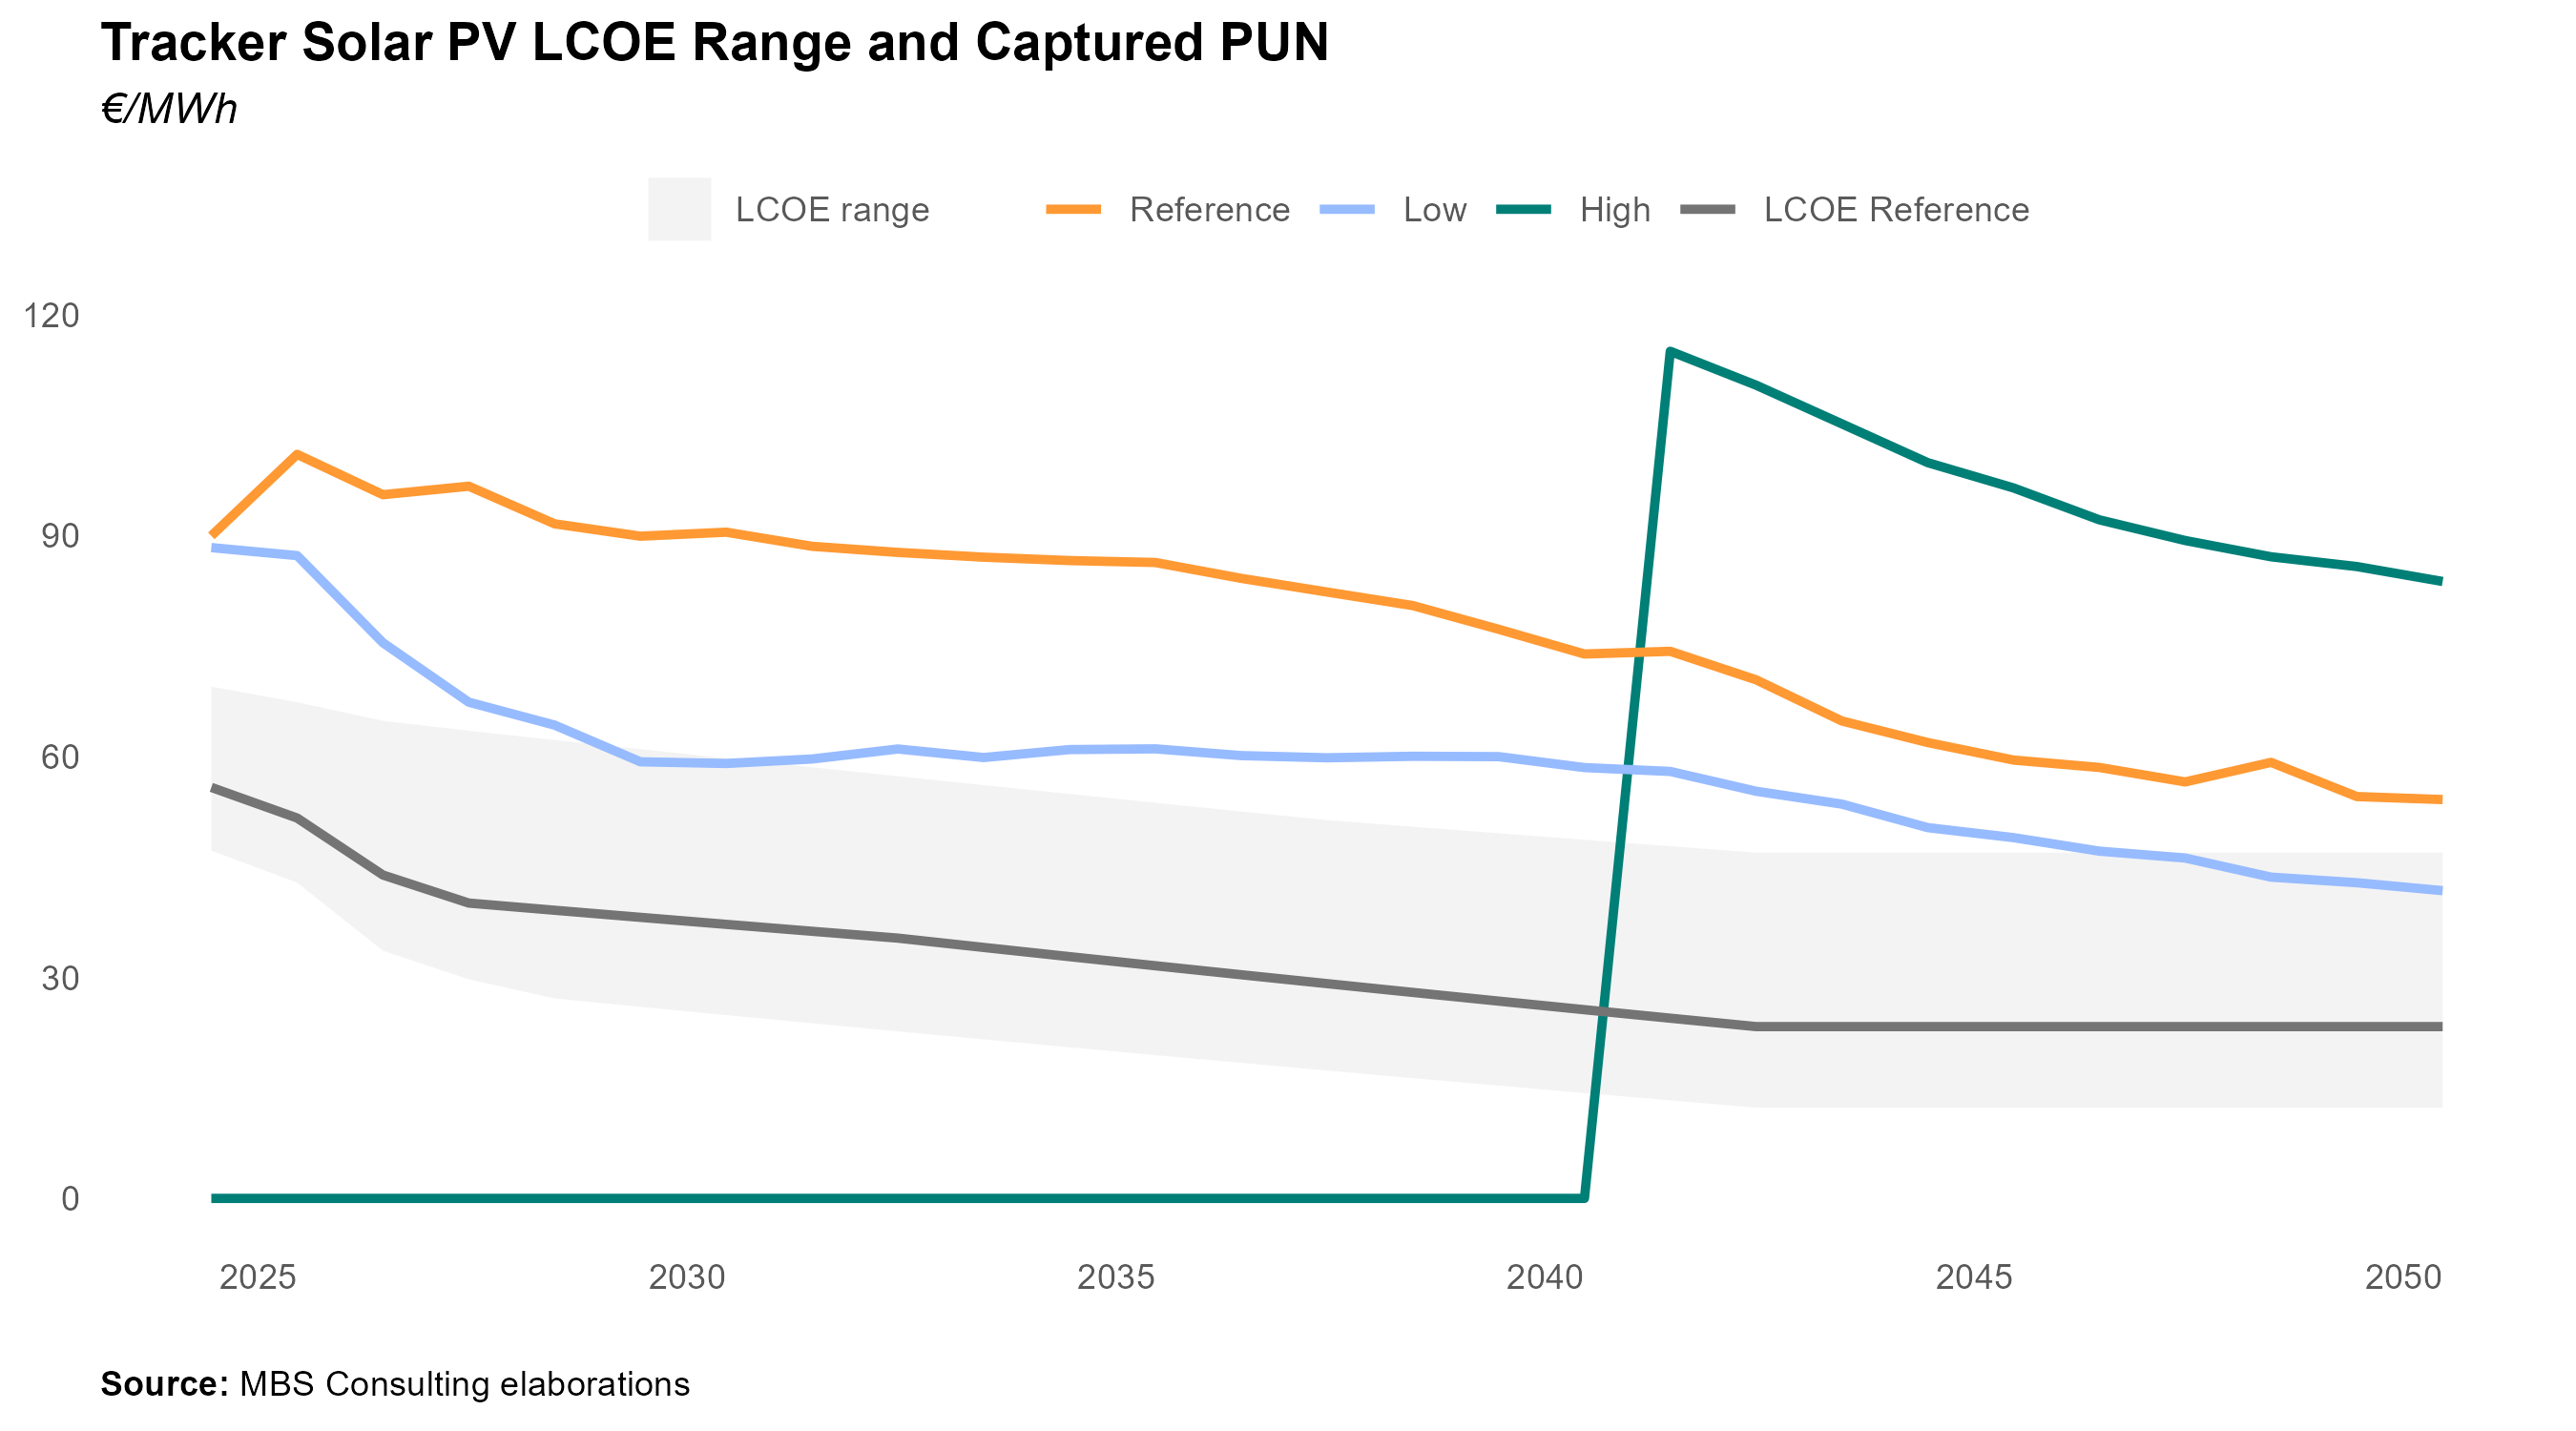 Tracker Solar PV LCOE Range and Captured PUN
€/MWh
LCOE range
Reference
Low
High
LCOE Reference
120
90
60
30
0
2025
2030
2035
2040
2045
2050
Source: MBS Consulting elaborations